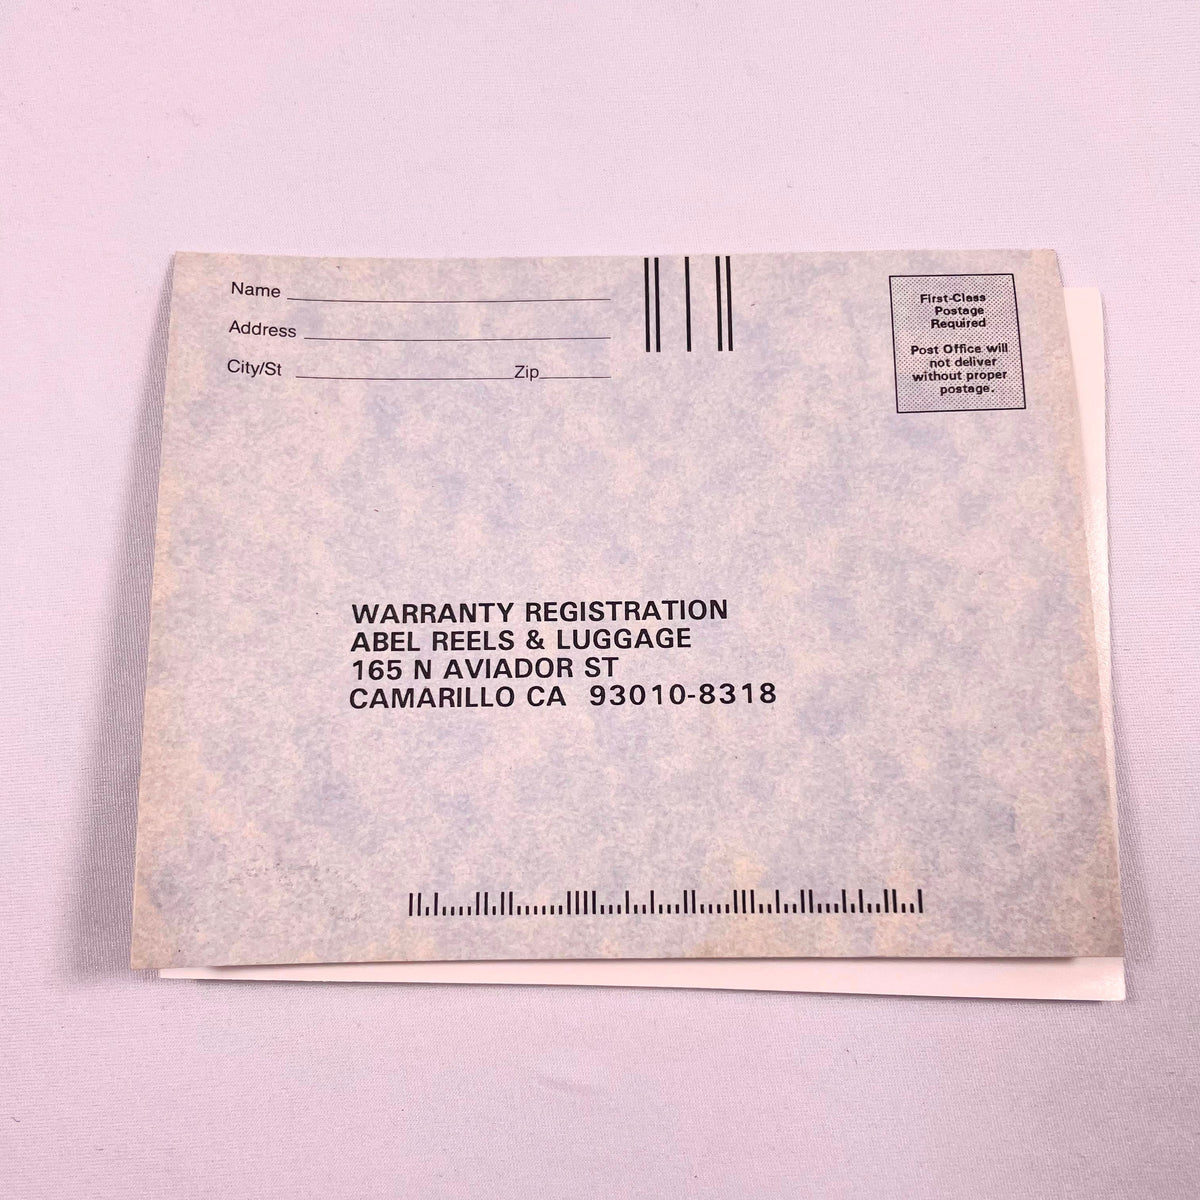 Name
Address
City/St Zip
First-Class
Postage
Required
Post Office will
not deliver
without proper
postage.
WARRANTY REGISTRATION
ABEL REELS & LUGGAGE
165 N AVIADOR ST
CAMARILLO CA 93010-8318